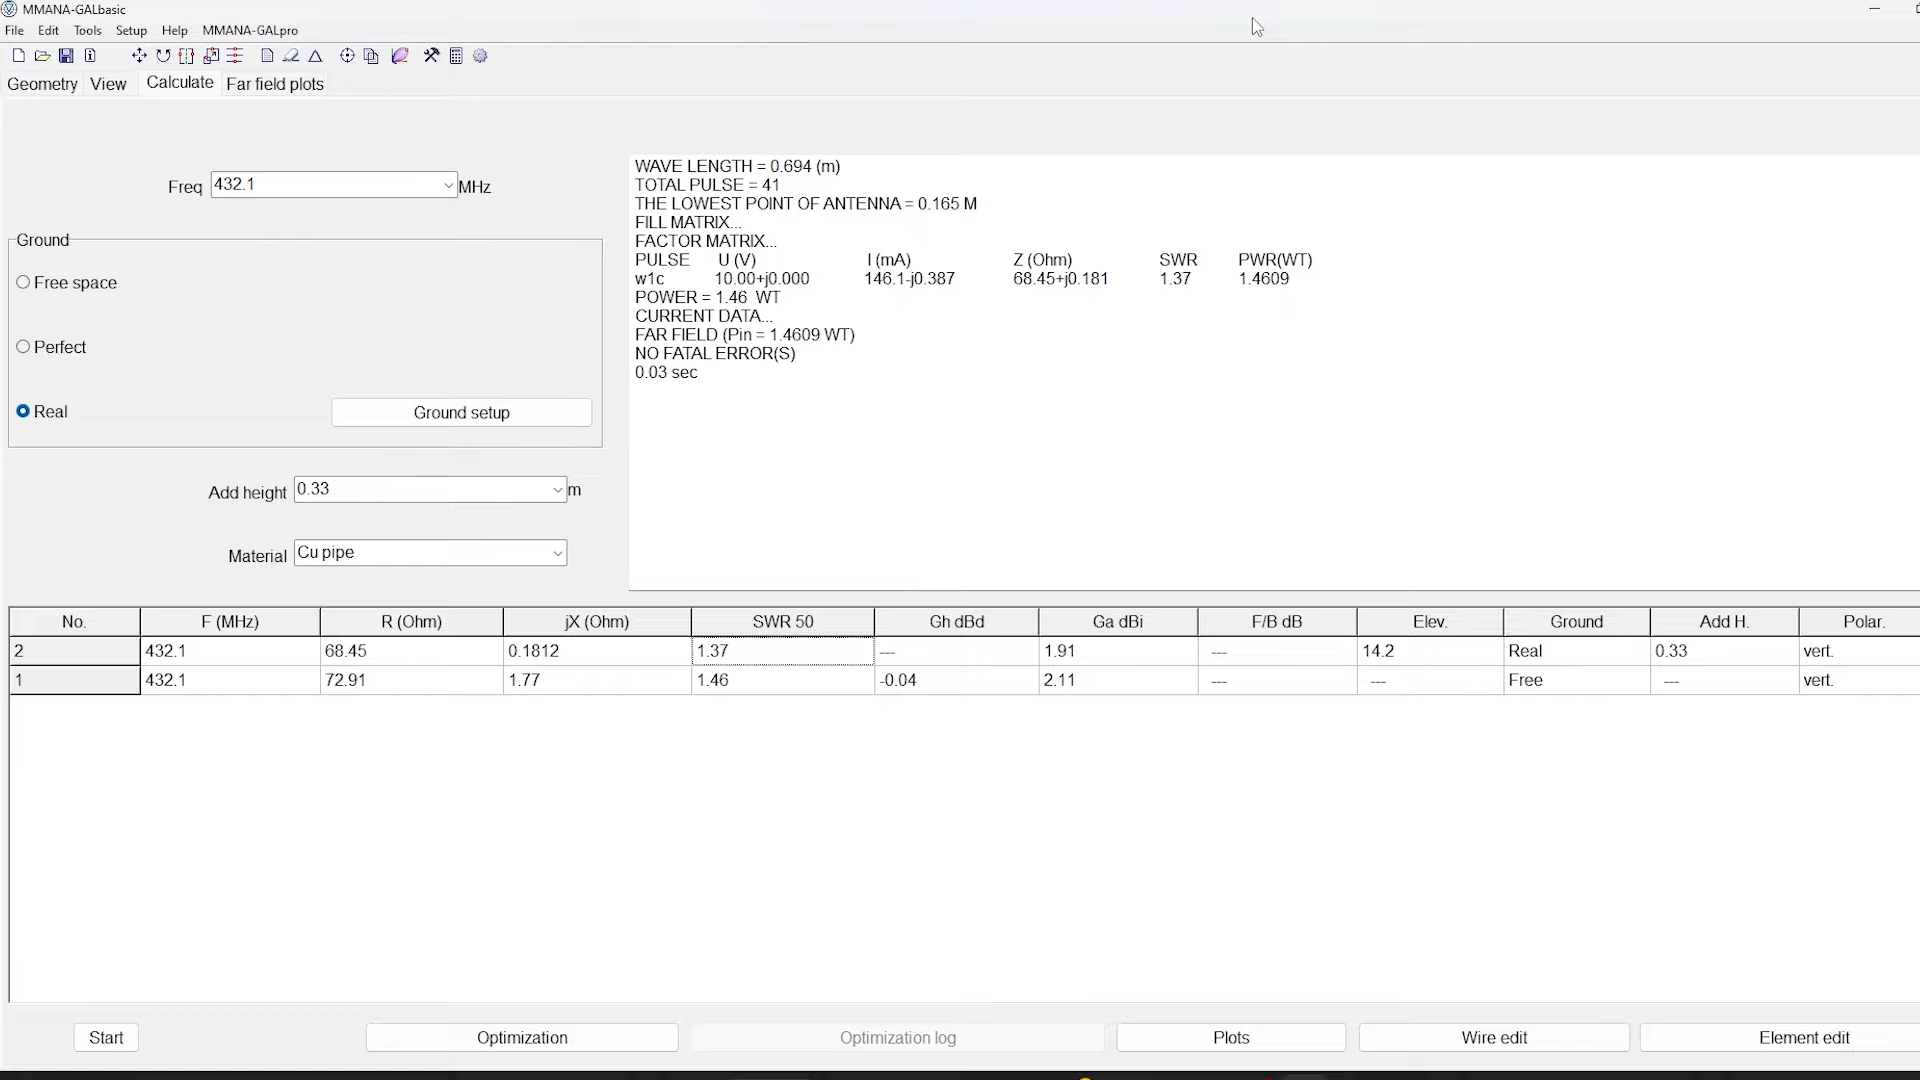 MMANA-GALbasic
File Edit Tools Setup Help MMANA-GALpro
Geometry View Calculate Far field plots
Freq 432.1 MHz
Ground
Free space
Perfect
Real Ground setup
Add height 0.33 m
Material Cu pipe
WAVE LENGTH = 0.694 (m)
TOTAL PULSE = 41
THE LOWEST POINT OF ANTENNA = 0.165 M
FILL MATRIX...
FACTOR MATRIX...
PULSE U (V) I (mA) Z (Ohm) SWR PWR(WT)
w1c 10.00+j0.000 146.1-j0.387 68.45+j0.181 1.37 1.4609
POWER = 1.46 WT
CURRENT DATA...
FAR FIELD (Pin = 1.4609 WT)
NO FATAL ERROR(S)
0.03 sec
No. F (MHz) R (Ohm) jX (Ohm) SWR 50 Gh dBd Ga dBi F/B dB Elev. Ground Add H. Polar.
2 432.1 68.45 0.1812 1.37 --- 1.91 --- 14.2 Real 0.33 vert.
1 432.1 72.91 1.77 1.46 -0.04 2.11 --- --- Free --- vert.
Start Optimization Optimization log Plots Wire edit Element edit